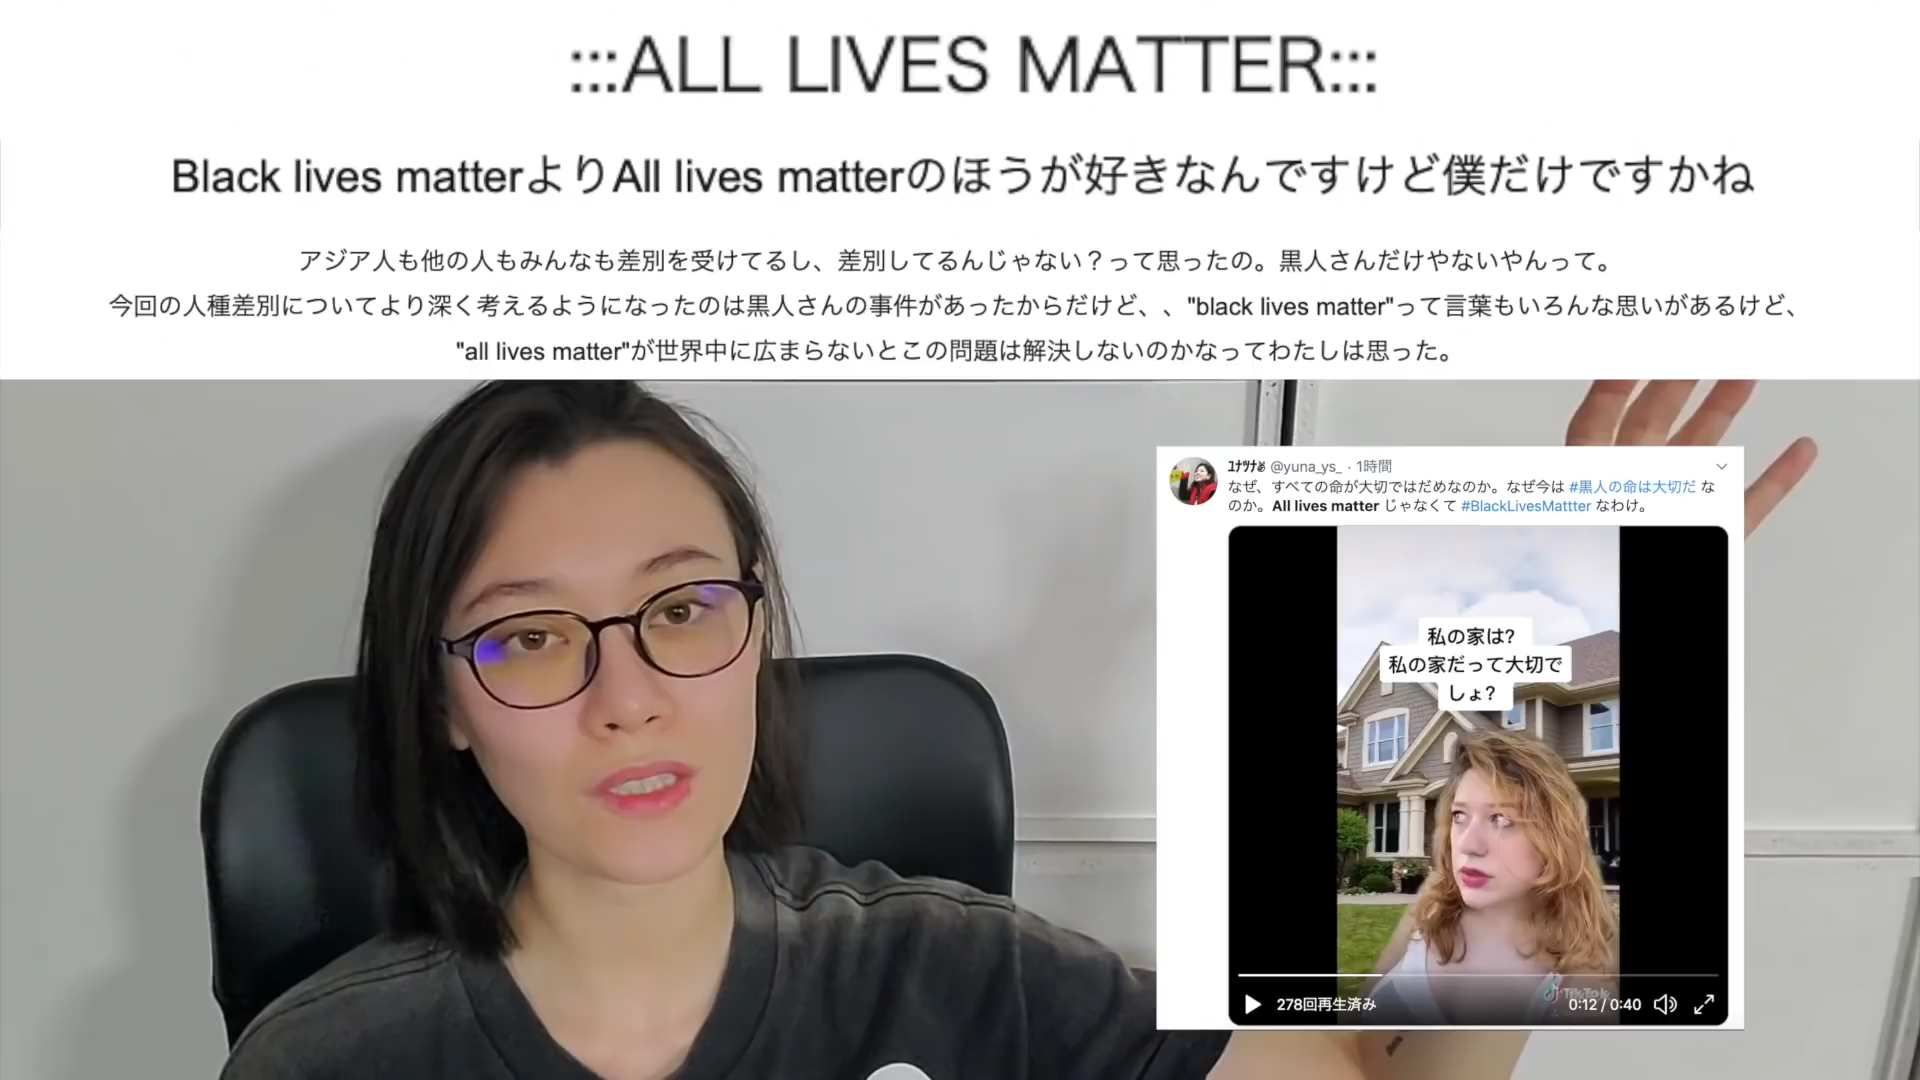 :::ALL LIVES MATTER:::
Black lives matterよりAll lives matterのほうが好きなんですけど僕だけですかね
アジア人も他の人もみんなも差別を受けてるし、差別してるんじゃない？って思ったの。黒人さんだけやないやんって。
今回の人種差別についてより深く考えるようになったのは黒人さんの事件があったからだけど、、"black lives matter"って言葉もいろんな思いがあるけど、
"all lives matter"が世界中に広まらないとこの問題は解決しないのかなってわたしは思った。
@yuna_ys_ · 1時間
なぜ、すべての命が大切ではだめなのか。なぜ今は #黒人の命は大切だ な
のか。All lives matter じゃなくて #BlackLivesMattter なわけ。
私の家は?
私の家だって大切で
しょ?
TikTok
278回再生済み
0:12 / 0:40